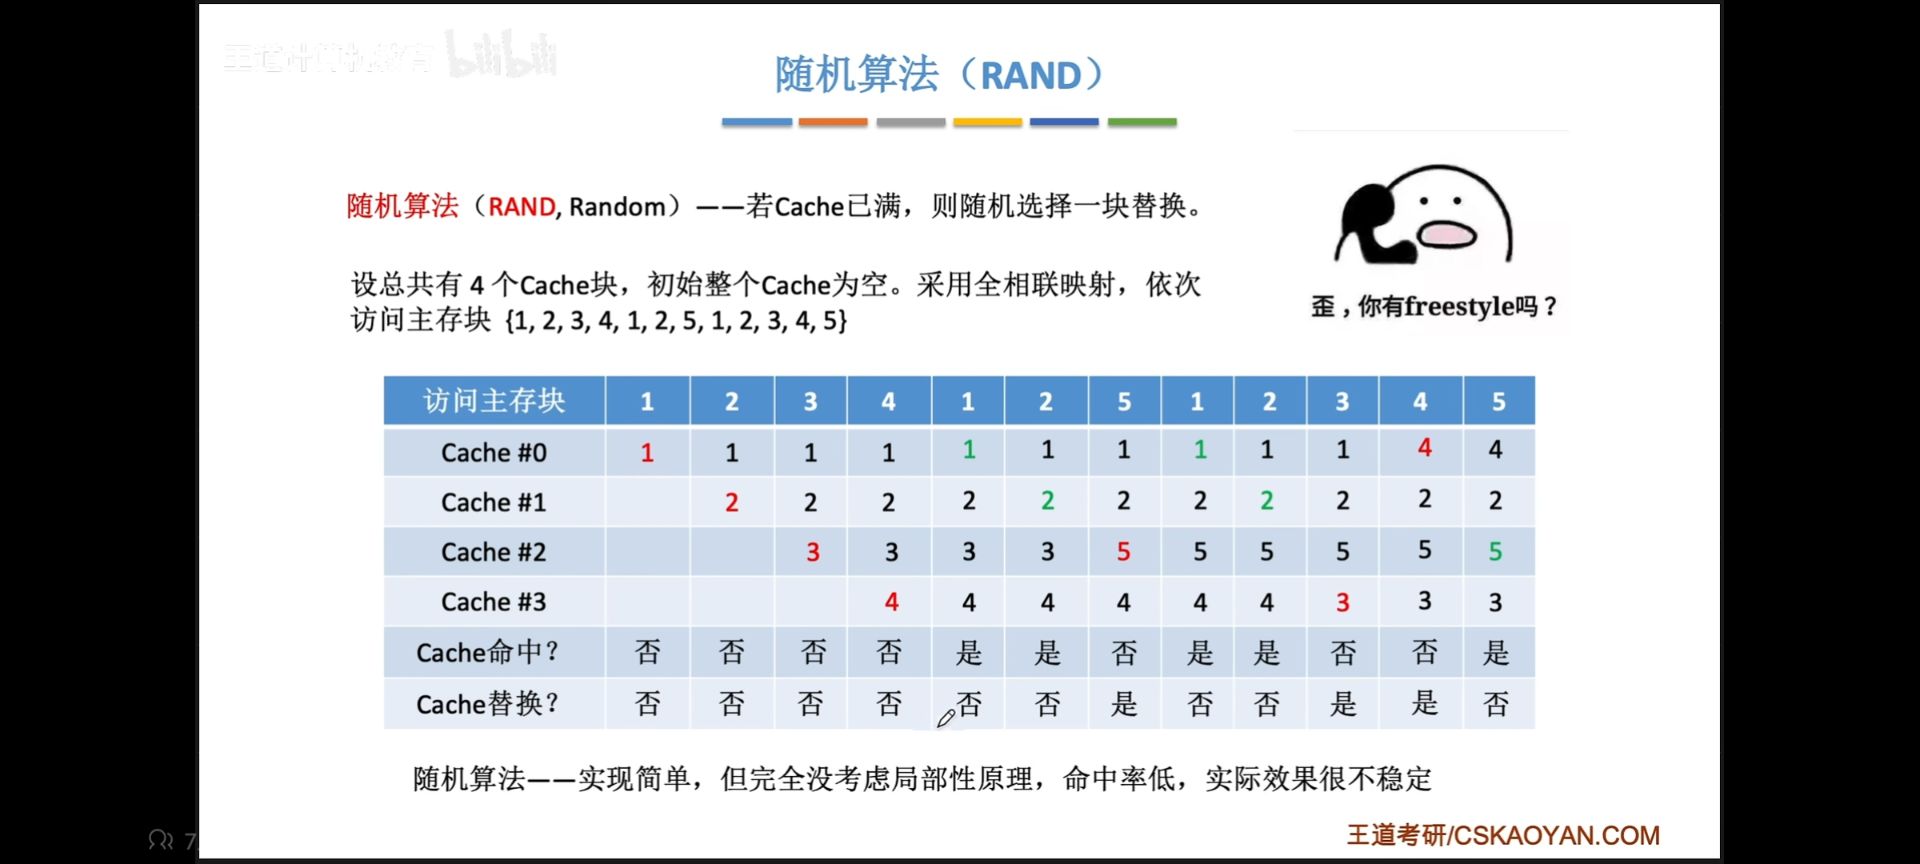 王道计算机教育 bilibili
随机算法（RAND）
随机算法（RAND, Random）——若Cache已满，则随机选择一块替换。
设总共有 4 个Cache块，初始整个Cache为空。采用全相联映射，依次
访问主存块 {1, 2, 3, 4, 1, 2, 5, 1, 2, 3, 4, 5}
歪，你有freestyle吗？
访问主存块 1 2 3 4 1 2 5 1 2 3 4 5
Cache #0 1 1 1 1 1 1 1 1 1 1 4 4
Cache #1 2 2 2 2 2 2 2 2 2 2 2
Cache #2 3 3 3 3 5 5 5 5 5 5
Cache #3 4 4 4 4 4 4 3 3 3
Cache命中？ 否 否 否 否 是 是 否 是 是 否 否 是
Cache替换？ 否 否 否 否 否 否 是 否 否 是 是 否
随机算法——实现简单，但完全没考虑局部性原理，命中率低，实际效果很不稳定
王道考研/CSKAOYAN.COM